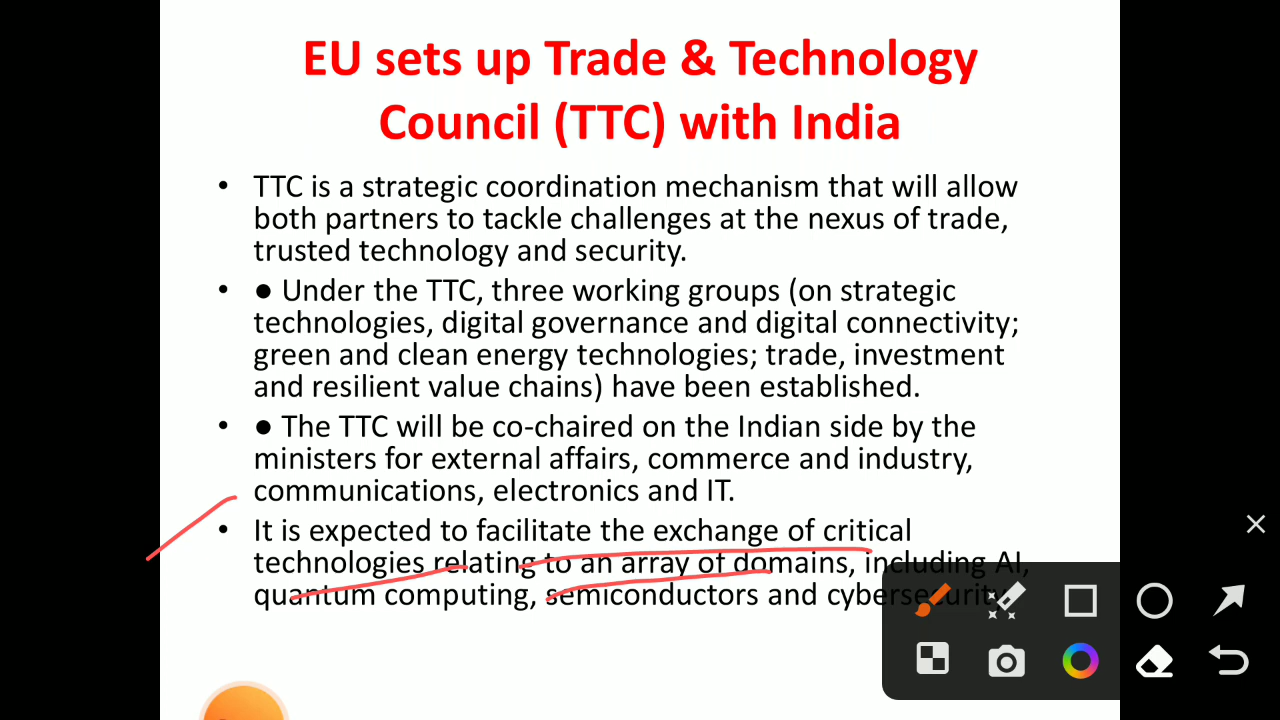 EU sets up Trade & Technology
Council (TTC) with India
• TTC is a strategic coordination mechanism that will allow
both partners to tackle challenges at the nexus of trade,
trusted technology and security.
• ● Under the TTC, three working groups (on strategic
technologies, digital governance and digital connectivity;
green and clean energy technologies; trade, investment
and resilient value chains) have been established.
• ● The TTC will be co-chaired on the Indian side by the
ministers for external affairs, commerce and industry,
communications, electronics and IT.
• It is expected to facilitate the exchange of critical
technologies relating to an array of domains, including AI,
quantum computing, semiconductors and cybersecurity.